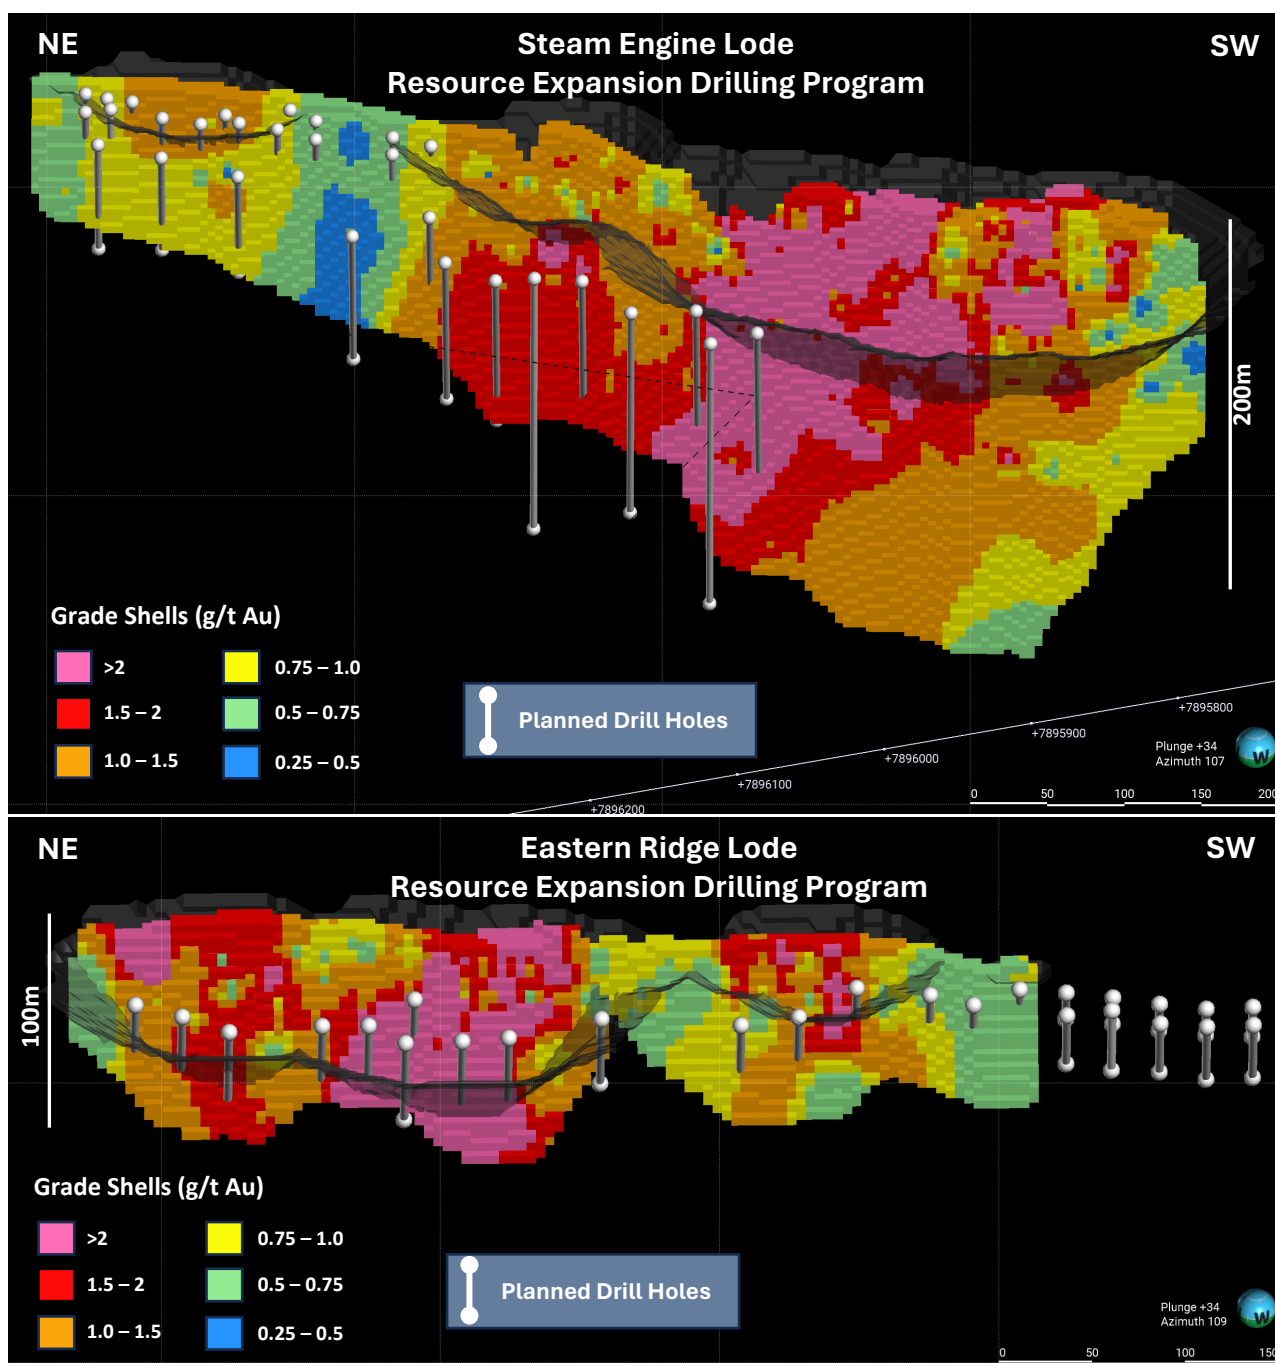 NE
Steam Engine Lode
SW
Resource Expansion Drilling Program
200m
Grade Shells (g/t Au)
>2
0.75 – 1.0
1.5 – 2
0.5 – 0.75
1.0 – 1.5
0.25 – 0.5
Planned Drill Holes
+7895800
+7895900
+7896000
+7896100
+7896200
Plunge +34
Azimuth 107
W
0 50 100 150 200
NE
Eastern Ridge Lode
SW
Resource Expansion Drilling Program
100m
Grade Shells (g/t Au)
>2
0.75 – 1.0
1.5 – 2
0.5 – 0.75
1.0 – 1.5
0.25 – 0.5
Planned Drill Holes
Plunge +34
Azimuth 109
W
0 50 100 150